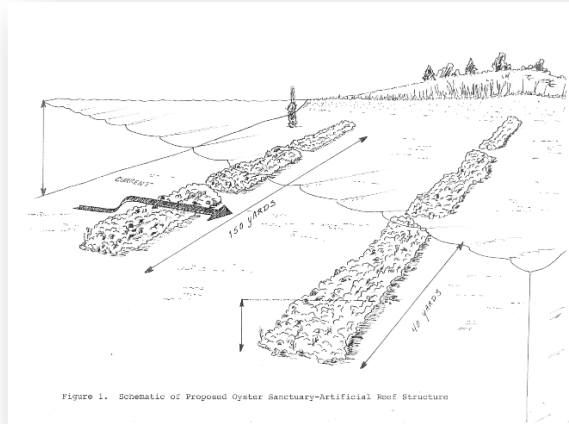 CURRENT
150 YARDS
40 YARDS
Figure 1. Schematic of Proposed Oyster Sanctuary-Artificial Reef Structure